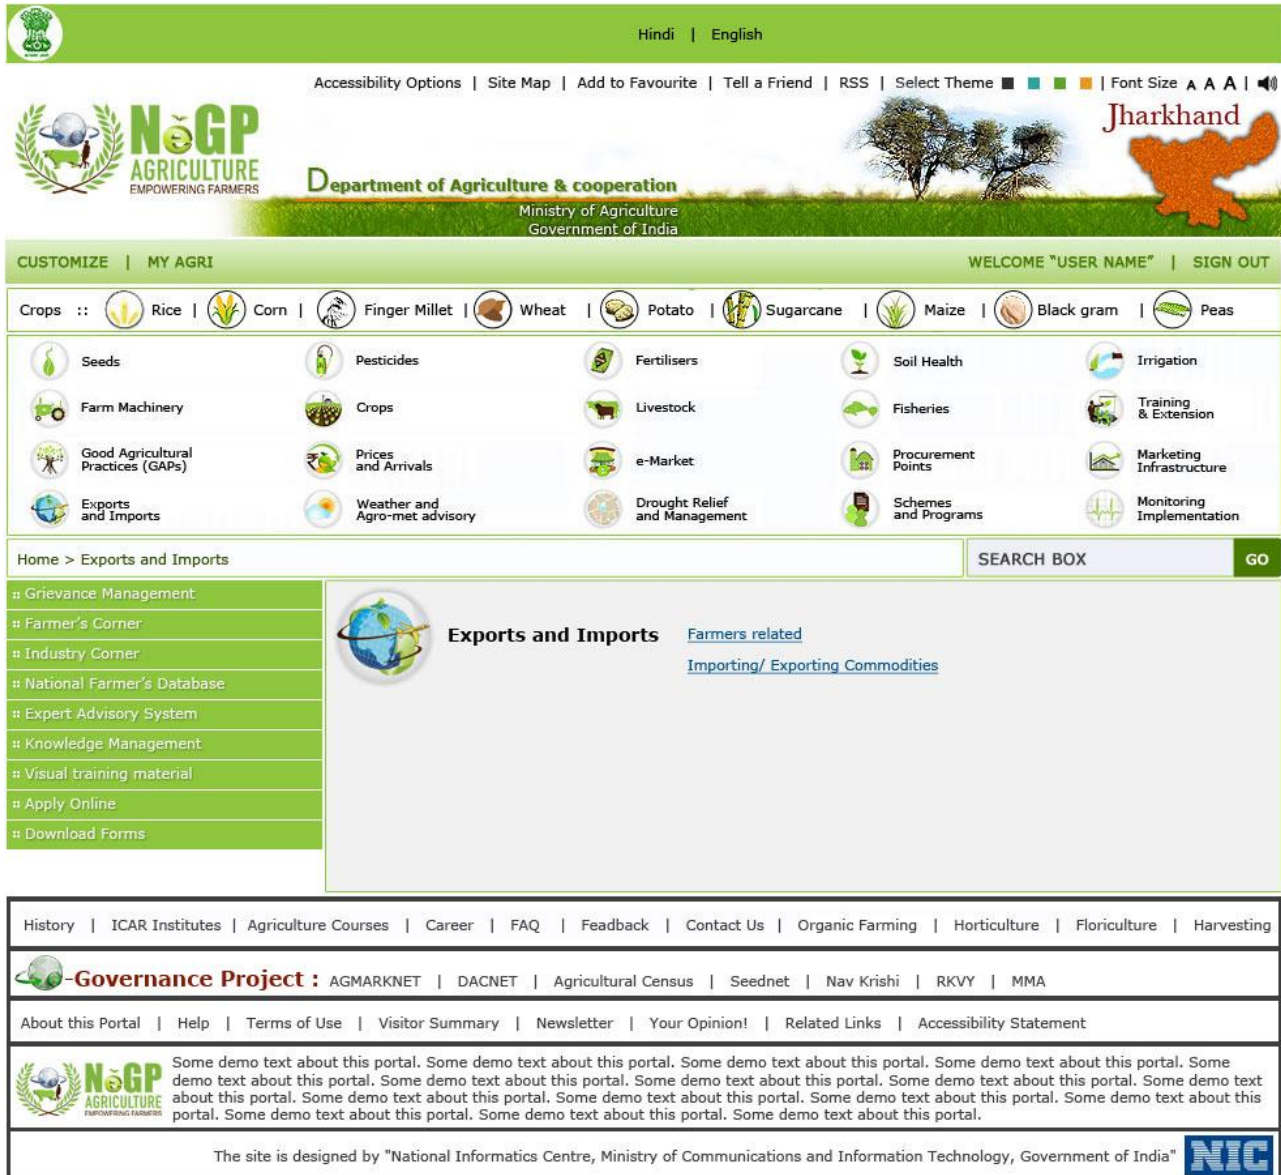 Hindi | English
Accessibility Options | Site Map | Add to Favourite | Tell a Friend | RSS | Select Theme | Font Size A A A |
Jharkhand
NeGP
AGRICULTURE
EMPOWERING FARMERS
Department of Agriculture & cooperation
Ministry of Agriculture
Government of India
CUSTOMIZE | MY AGRI WELCOME "USER NAME" | SIGN OUT
Crops :: Rice | Corn | Finger Millet | Wheat | Potato | Sugarcane | Maize | Black gram | Peas
Seeds Pesticides Fertilisers Soil Health Irrigation
Farm Machinery Crops Livestock Fisheries Training & Extension
Good Agricultural Practices (GAPs) Prices and Arrivals e-Market Procurement Points Marketing Infrastructure
Exports and Imports Weather and Agro-met advisory Drought Relief and Management Schemes and Programs Monitoring Implementation
Home > Exports and Imports SEARCH BOX GO
:: Grievance Management
:: Farmer's Corner
:: Industry Corner
:: National Farmer's Database
:: Expert Advisory System
:: Knowledge Management
:: Visual training material
:: Apply Online
:: Download Forms
Exports and Imports
Farmers related
Importing/ Exporting Commodities
History | ICAR Institutes | Agriculture Courses | Career | FAQ | Feadback | Contact Us | Organic Farming | Horticulture | Floriculture | Harvesting
-Governance Project : AGMARKNET | DACNET | Agricultural Census | Seednet | Nav Krishi | RKVY | MMA
About this Portal | Help | Terms of Use | Visitor Summary | Newsletter | Your Opinion! | Related Links | Accessibility Statement
NeGP
AGRICULTURE
EMPOWERING FARMERS
Some demo text about this portal. Some demo text about this portal. Some demo text about this portal. Some demo text about this portal. Some
demo text about this portal. Some demo text about this portal. Some demo text about this portal. Some demo text about this portal. Some demo text
about this portal. Some demo text about this portal. Some demo text about this portal. Some demo text about this portal. Some demo text about this
portal. Some demo text about this portal. Some demo text about this portal. Some demo text about this portal.
The site is designed by "National Informatics Centre, Ministry of Communications and Information Technology, Government of India" NIC